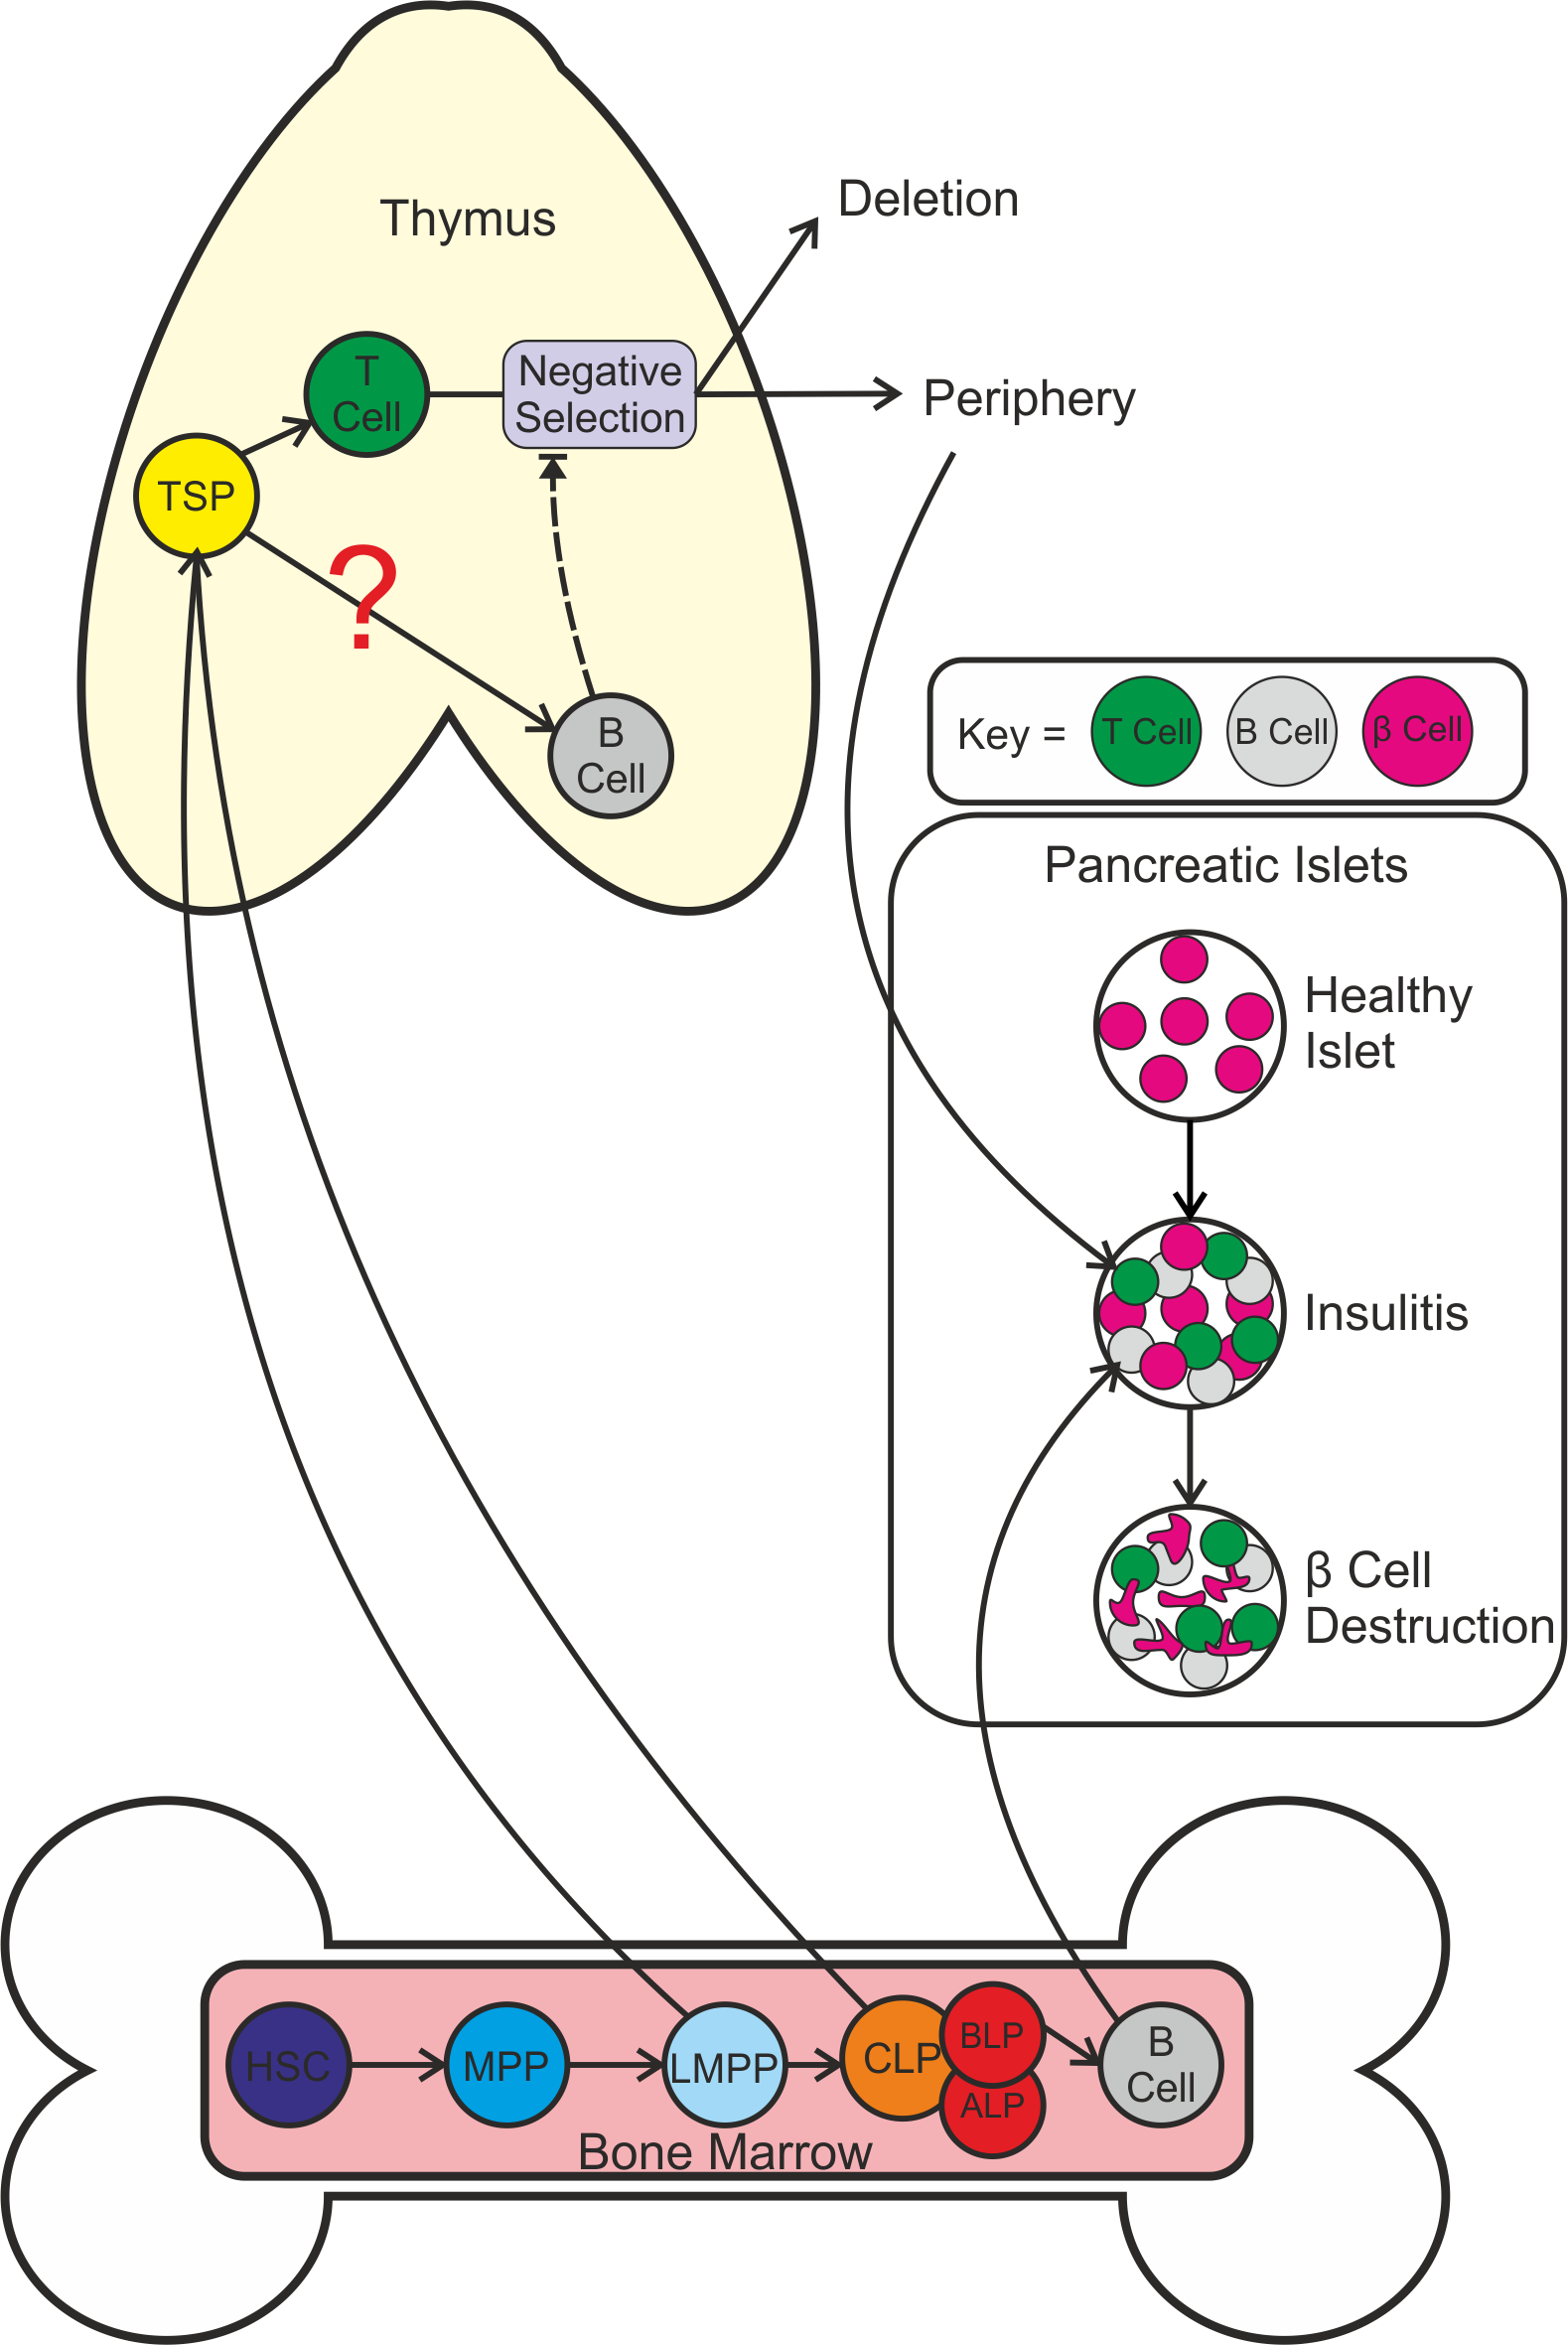 Thymus
Deletion
T
Cell
Negative
Selection
Periphery
TSP
?
B
Cell
Key =
T Cell
B Cell
β Cell
Pancreatic Islets
Healthy
Islet
Insulitis
β Cell
Destruction
HSC
MPP
LMPP
CLP
BLP
ALP
B
Cell
Bone Marrow